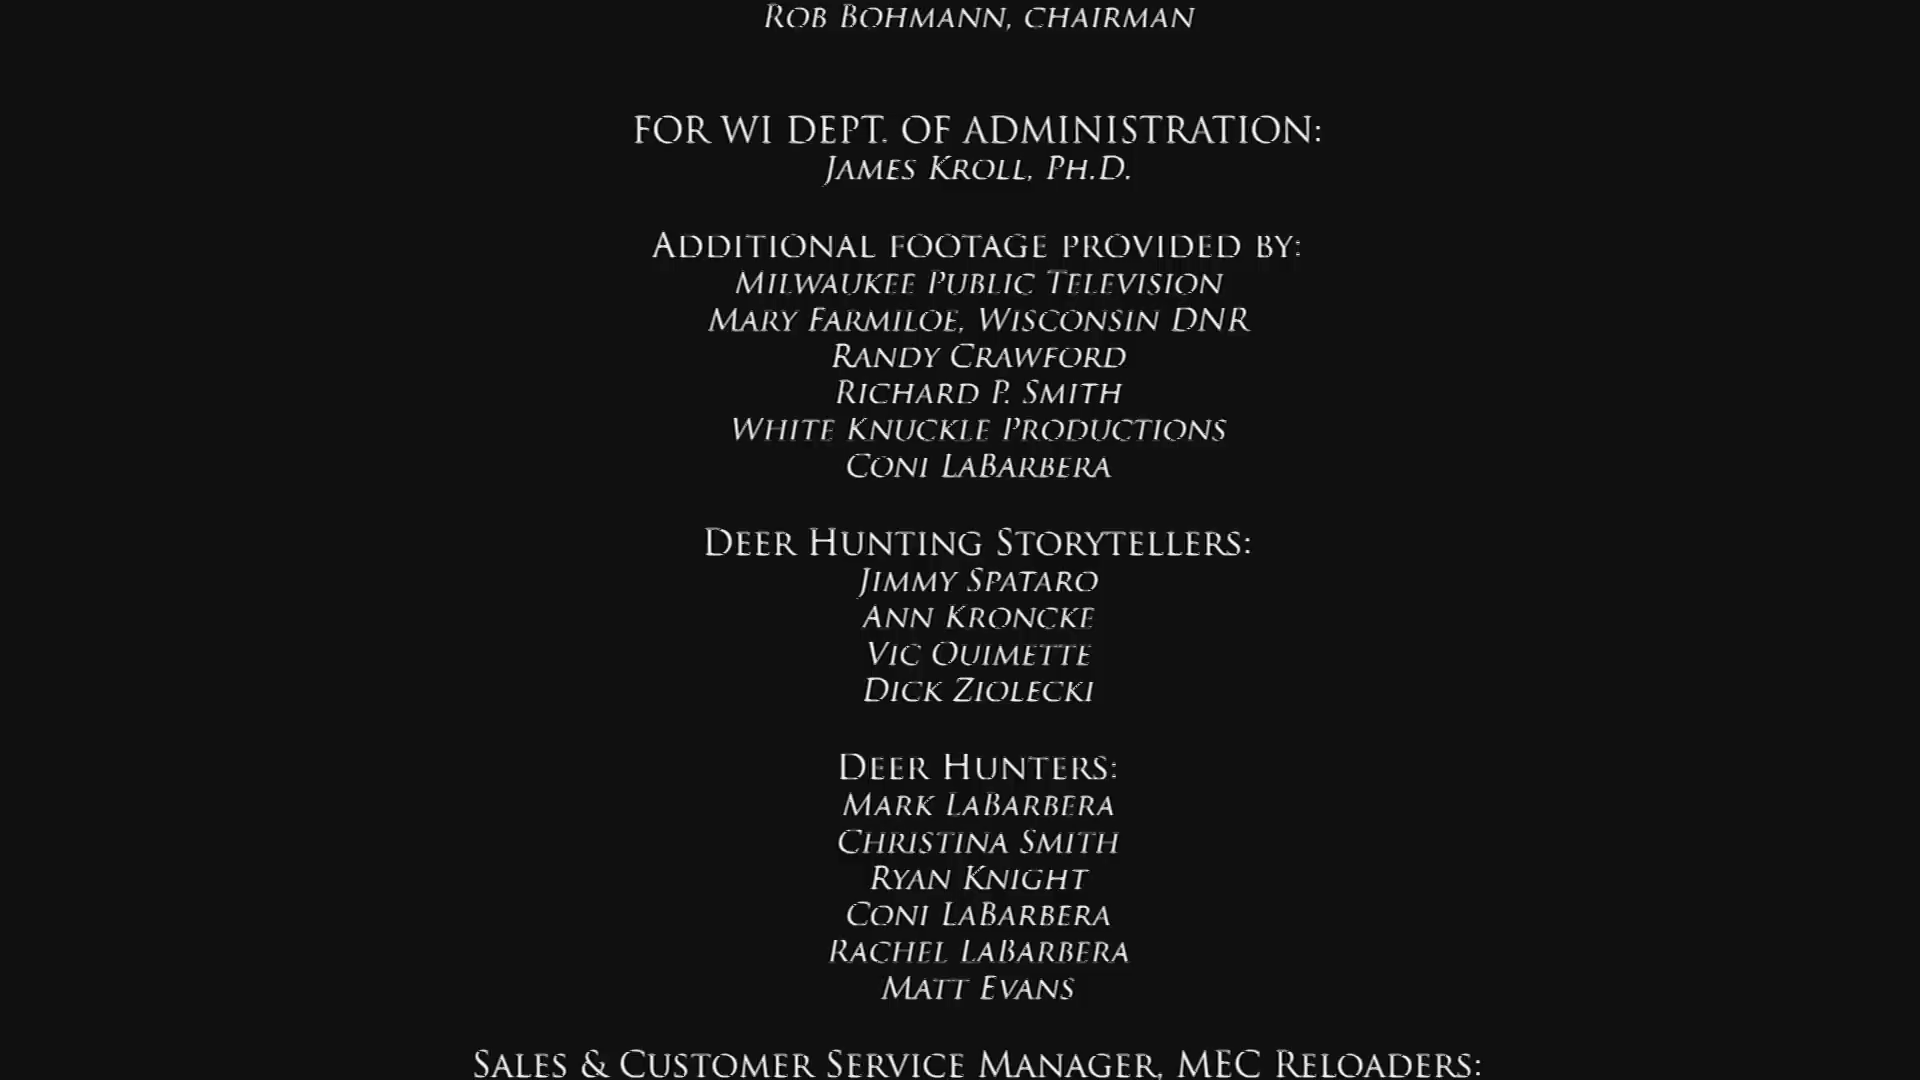 Rob Bohmann, chairman
FOR WI DEPT. OF ADMINISTRATION:
James Kroll, Ph.D.
Additional footage provided by:
Milwaukee Public Television
Mary Farmiloe, Wisconsin DNR
Randy Crawford
Richard P. Smith
White Knuckle Productions
Coni LaBarbera
Deer Hunting Storytellers:
Jimmy Spataro
Ann Kroncke
Vic Ouimette
Dick Ziolecki
Deer Hunters:
Mark LaBarbera
Christina Smith
Ryan Knight
Coni LaBarbera
Rachel LaBarbera
Matt Evans
Sales & Customer Service Manager, MEC Reloaders: